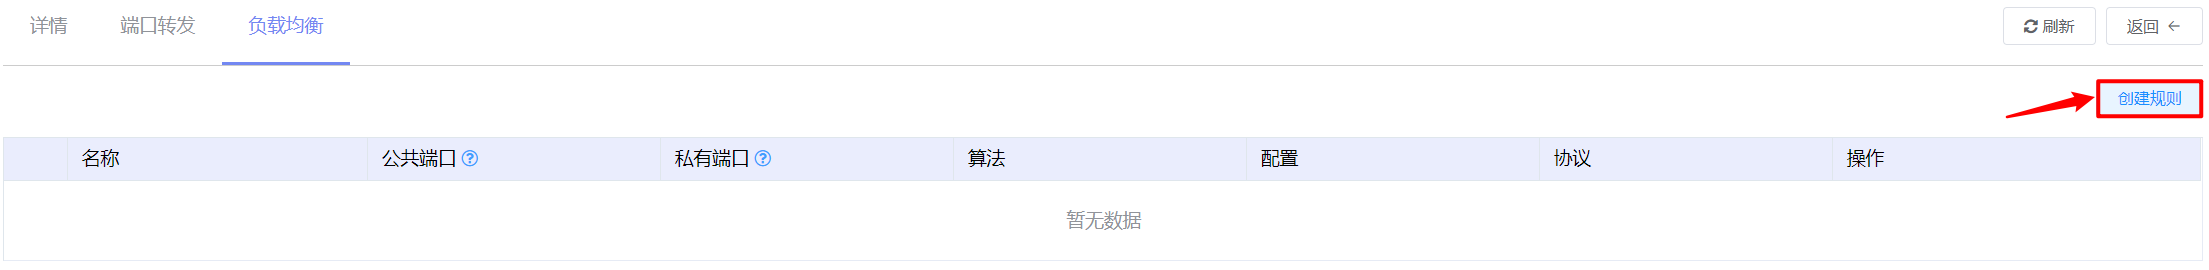 详情 端口转发 负载均衡 刷新 返回 ←
创建规则
名称 公共端口 ? 私有端口 ? 算法 配置 协议 操作
暂无数据